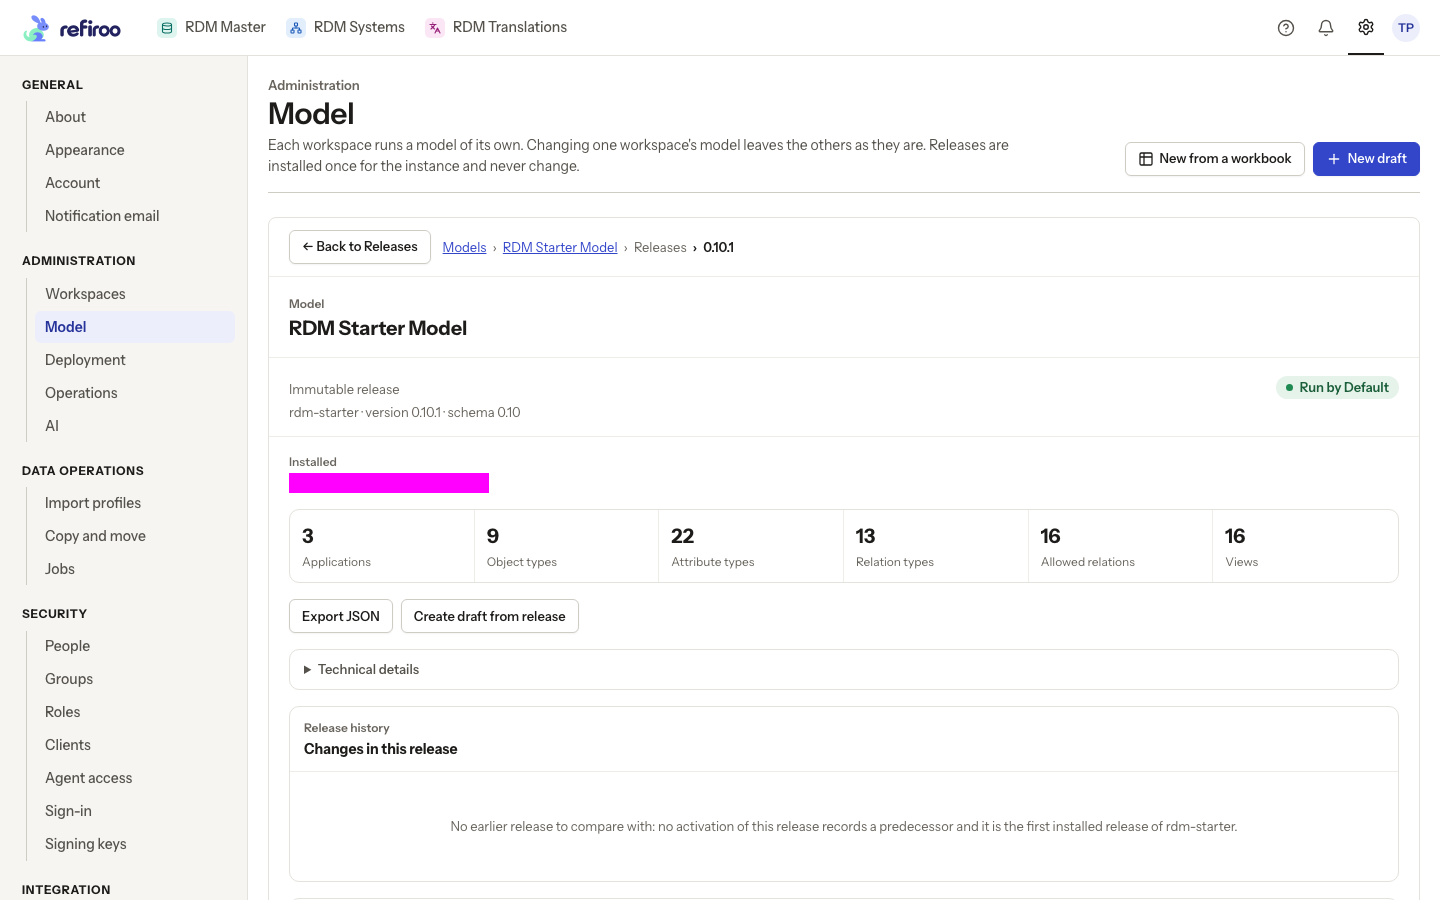 refiroo
RDM Master
RDM Systems
RDM Translations
TP
GENERAL
About
Appearance
Account
Notification email
ADMINISTRATION
Workspaces
Model
Deployment
Operations
AI
DATA OPERATIONS
Import profiles
Copy and move
Jobs
SECURITY
People
Groups
Roles
Clients
Agent access
Sign-in
Signing keys
INTEGRATION
Administration
Model
Each workspace runs a model of its own. Changing one workspace's model leaves the others as they are. Releases are
installed once for the instance and never change.
New from a workbook
+ New draft
← Back to Releases
Models › RDM Starter Model › Releases › 0.10.1
Model
RDM Starter Model
Immutable release
rdm-starter · version 0.10.1 · schema 0.10
Run by Default
Installed
3
Applications
9
Object types
22
Attribute types
13
Relation types
16
Allowed relations
16
Views
Export JSON
Create draft from release
Technical details
Release history
Changes in this release
No earlier release to compare with: no activation of this release records a predecessor and it is the first installed release of rdm-starter.